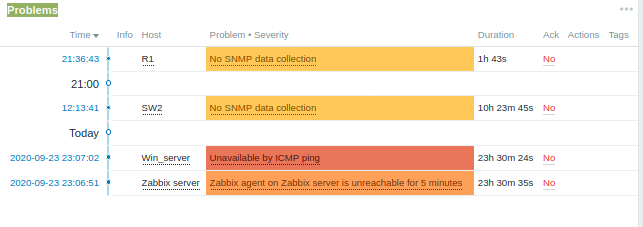 Problems
Time Info Host Problem • Severity Duration Ack Actions Tags
21:36:43 R1 No SNMP data collection 1h 43s No
21:00
12:13:41 SW2 No SNMP data collection 10h 23m 45s No
Today
2020-09-23 23:07:02 Win_server Unavailable by ICMP ping 23h 30m 24s No
2020-09-23 23:06:51 Zabbix server Zabbix agent on Zabbix server is unreachable for 5 minutes 23h 30m 35s No